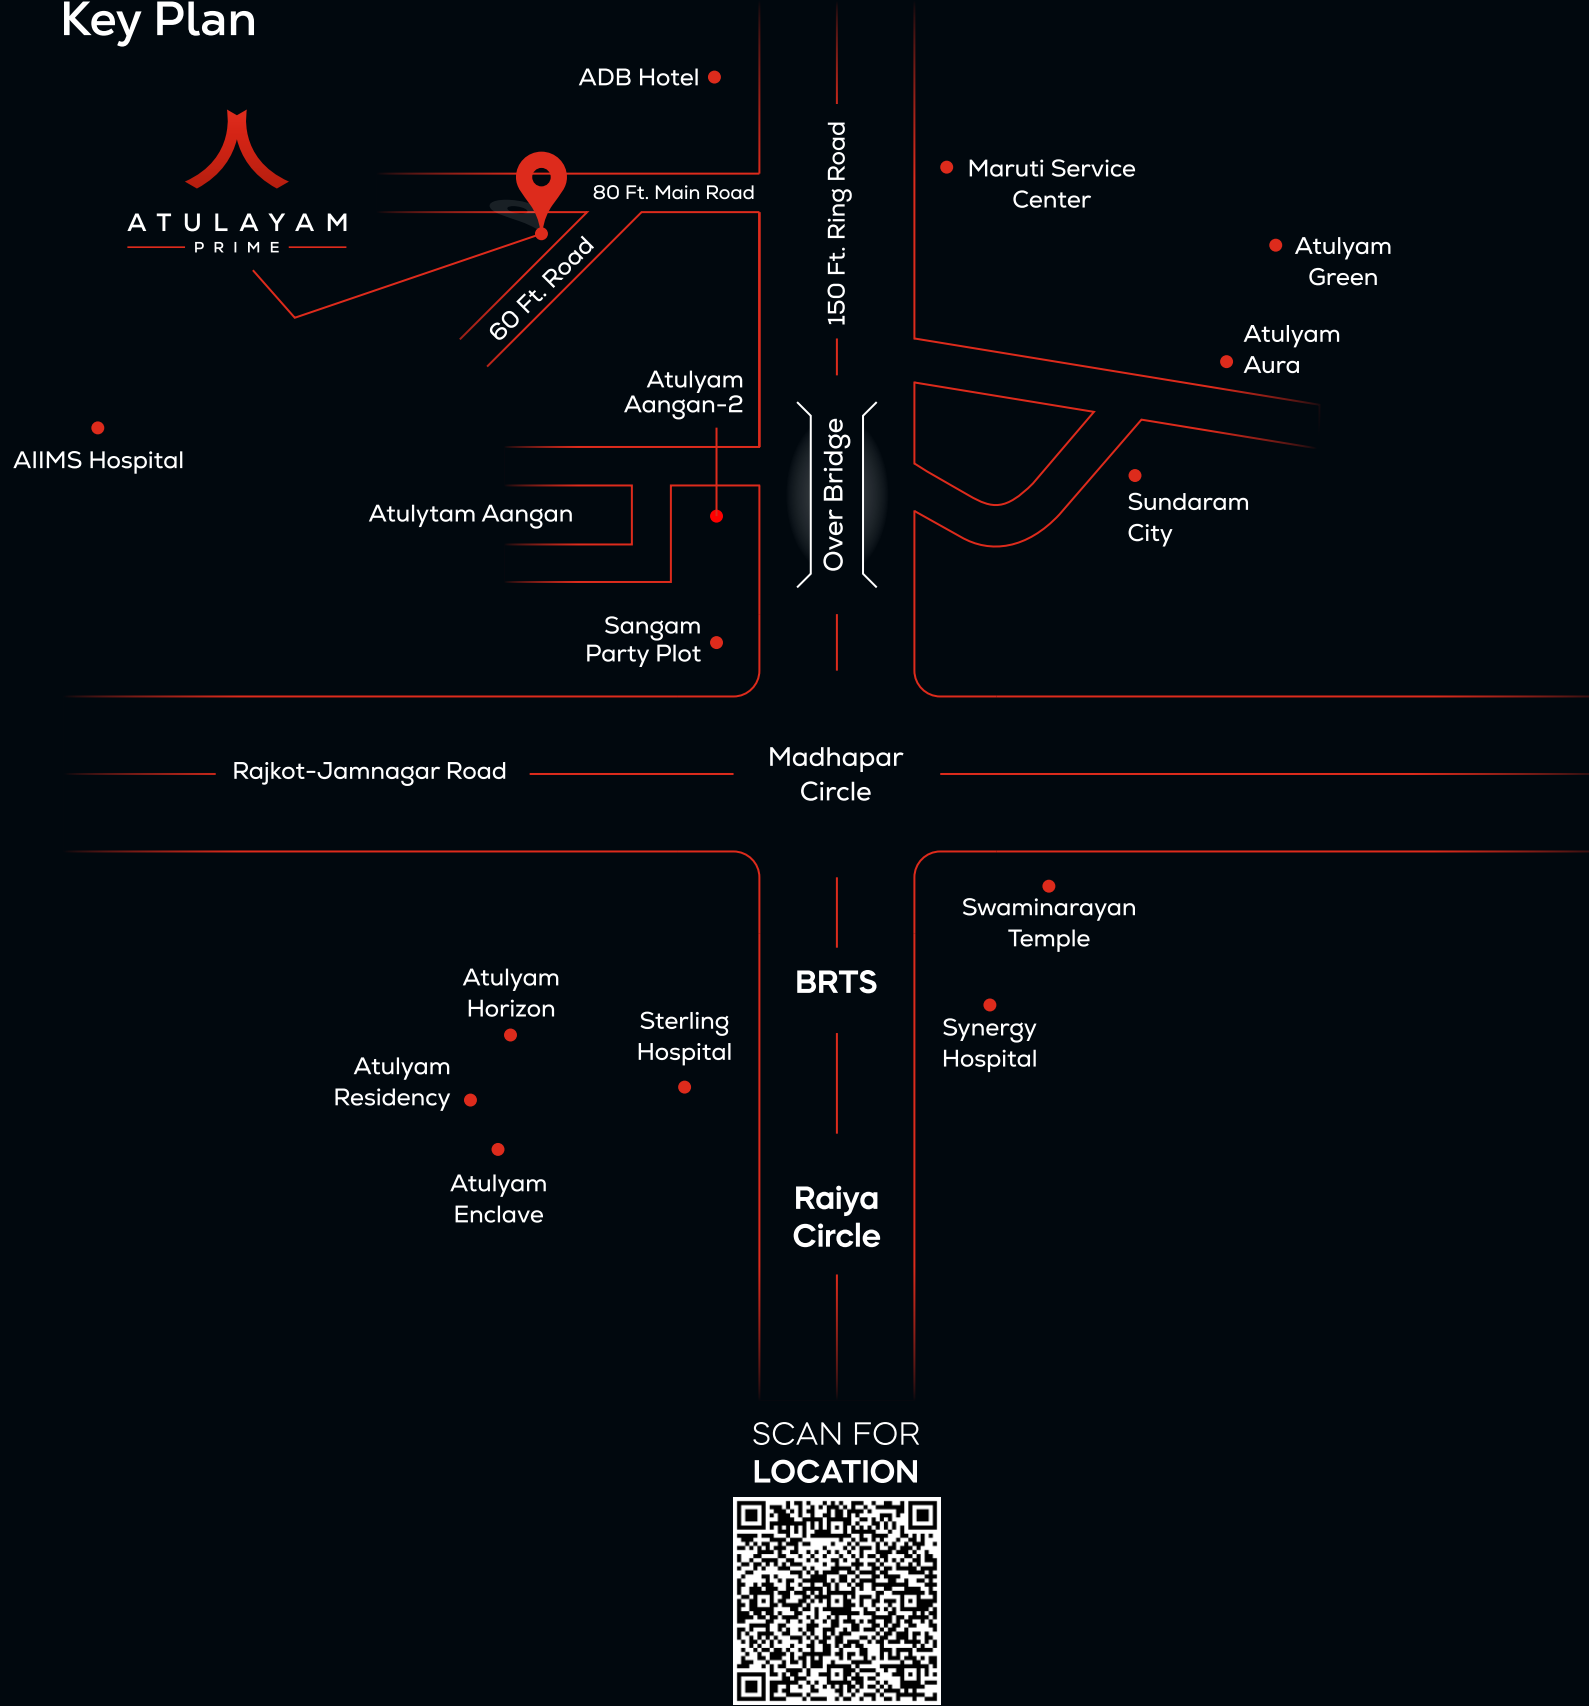 Key Plan
ADB Hotel
ATULAYAM
PRIME
80 Ft. Main Road
60 Ft. Road
150 Ft. Ring Road
Maruti Service
Center
Atulyam
Green
Atulyam
Aura
Atulyam
Aangan-2
AIIMS Hospital
Atulytam Aangan
Over Bridge
Sundaram
City
Sangam
Party Plot
Rajkot-Jamnagar Road
Madhapar
Circle
Swaminarayan
Temple
BRTS
Atulyam
Horizon
Sterling
Hospital
Synergy
Hospital
Atulyam
Residency
Atulyam
Enclave
Raiya
Circle
SCAN FOR
LOCATION